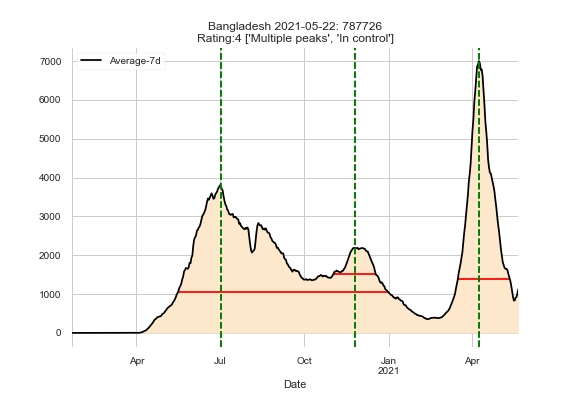 Bangladesh 2021-05-22: 787726
Rating:4 ['Multiple peaks', 'In control']
Average-7d
7000
6000
5000
4000
3000
2000
1000
0
Apr
Jul
Oct
Jan
2021
Apr
Date